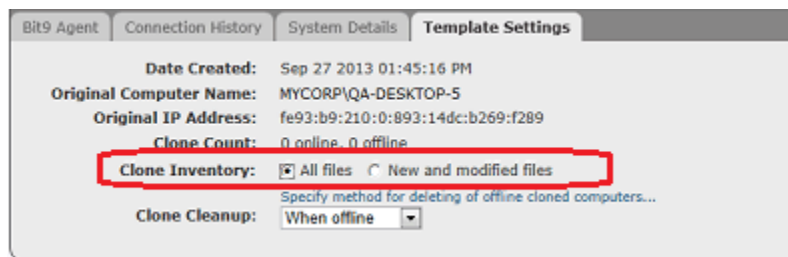 Bit9 Agent Connection History System Details Template Settings
Date Created: Sep 27 2013 01:45:16 PM
Original Computer Name: MYCORP\QA-DESKTOP-5
Original IP Address: fe93:b9:210:0:893:14dc:b269:f289
Clone Count: 0 online, 0 offline
Clone Inventory: All files New and modified files
Specify method for deleting of offline cloned computers...
Clone Cleanup: When offline